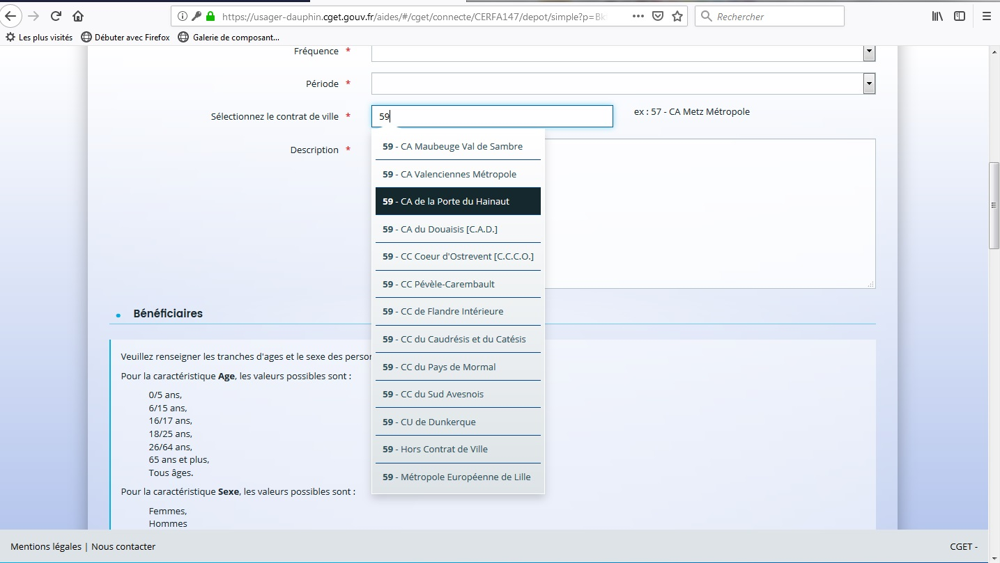 https://usager-dauphin.cget.gouv.fr/aides/#/cget/connecte/CERFA147/depot/simple?p=Bk
Rechercher
Les plus visités Débuter avec Firefox Galerie de composant...
Fréquence *
Période *
Sélectionnez le contrat de ville * 59 ex : 57 - CA Metz Métropole
Description *
59 - CA Maubeuge Val de Sambre
59 - CA Valenciennes Métropole
59 - CA de la Porte du Hainaut
59 - CA du Douaisis [C.A.D.]
59 - CC Coeur d'Ostrevent [C.C.C.O.]
59 - CC Pévèle-Carembault
59 - CC de Flandre Intérieure
59 - CC du Caudrésis et du Catésis
59 - CC du Pays de Mormal
59 - CC du Sud Avesnois
59 - CU de Dunkerque
59 - Hors Contrat de Ville
59 - Métropole Européenne de Lille
Bénéficiaires
Veuillez renseigner les tranches d'ages et le sexe des person
Pour la caractéristique Age, les valeurs possibles sont :
0/5 ans,
6/15 ans,
16/17 ans,
18/25 ans,
26/64 ans,
65 ans et plus,
Tous âges.
Pour la caractéristique Sexe, les valeurs possibles sont :
Femmes,
Hommes
Mentions légales | Nous contacter CGET -